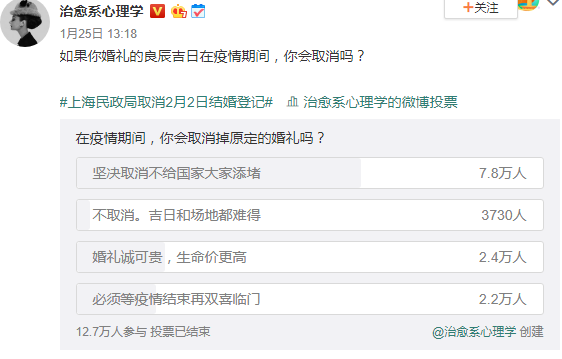 治愈系心理学
+关注
1月25日 13:18
如果你婚礼的良辰吉日在疫情期间，你会取消吗？
#上海民政局取消2月2日结婚登记# 治愈系心理学的微博投票
在疫情期间，你会取消掉原定的婚礼吗？
坚决取消不给国家大家添堵 7.8万人
不取消。吉日和场地都难得 3730人
婚礼诚可贵，生命价更高 2.4万人
必须等疫情结束再双喜临门 2.2万人
12.7万人参与 投票已结束 @治愈系心理学 创建